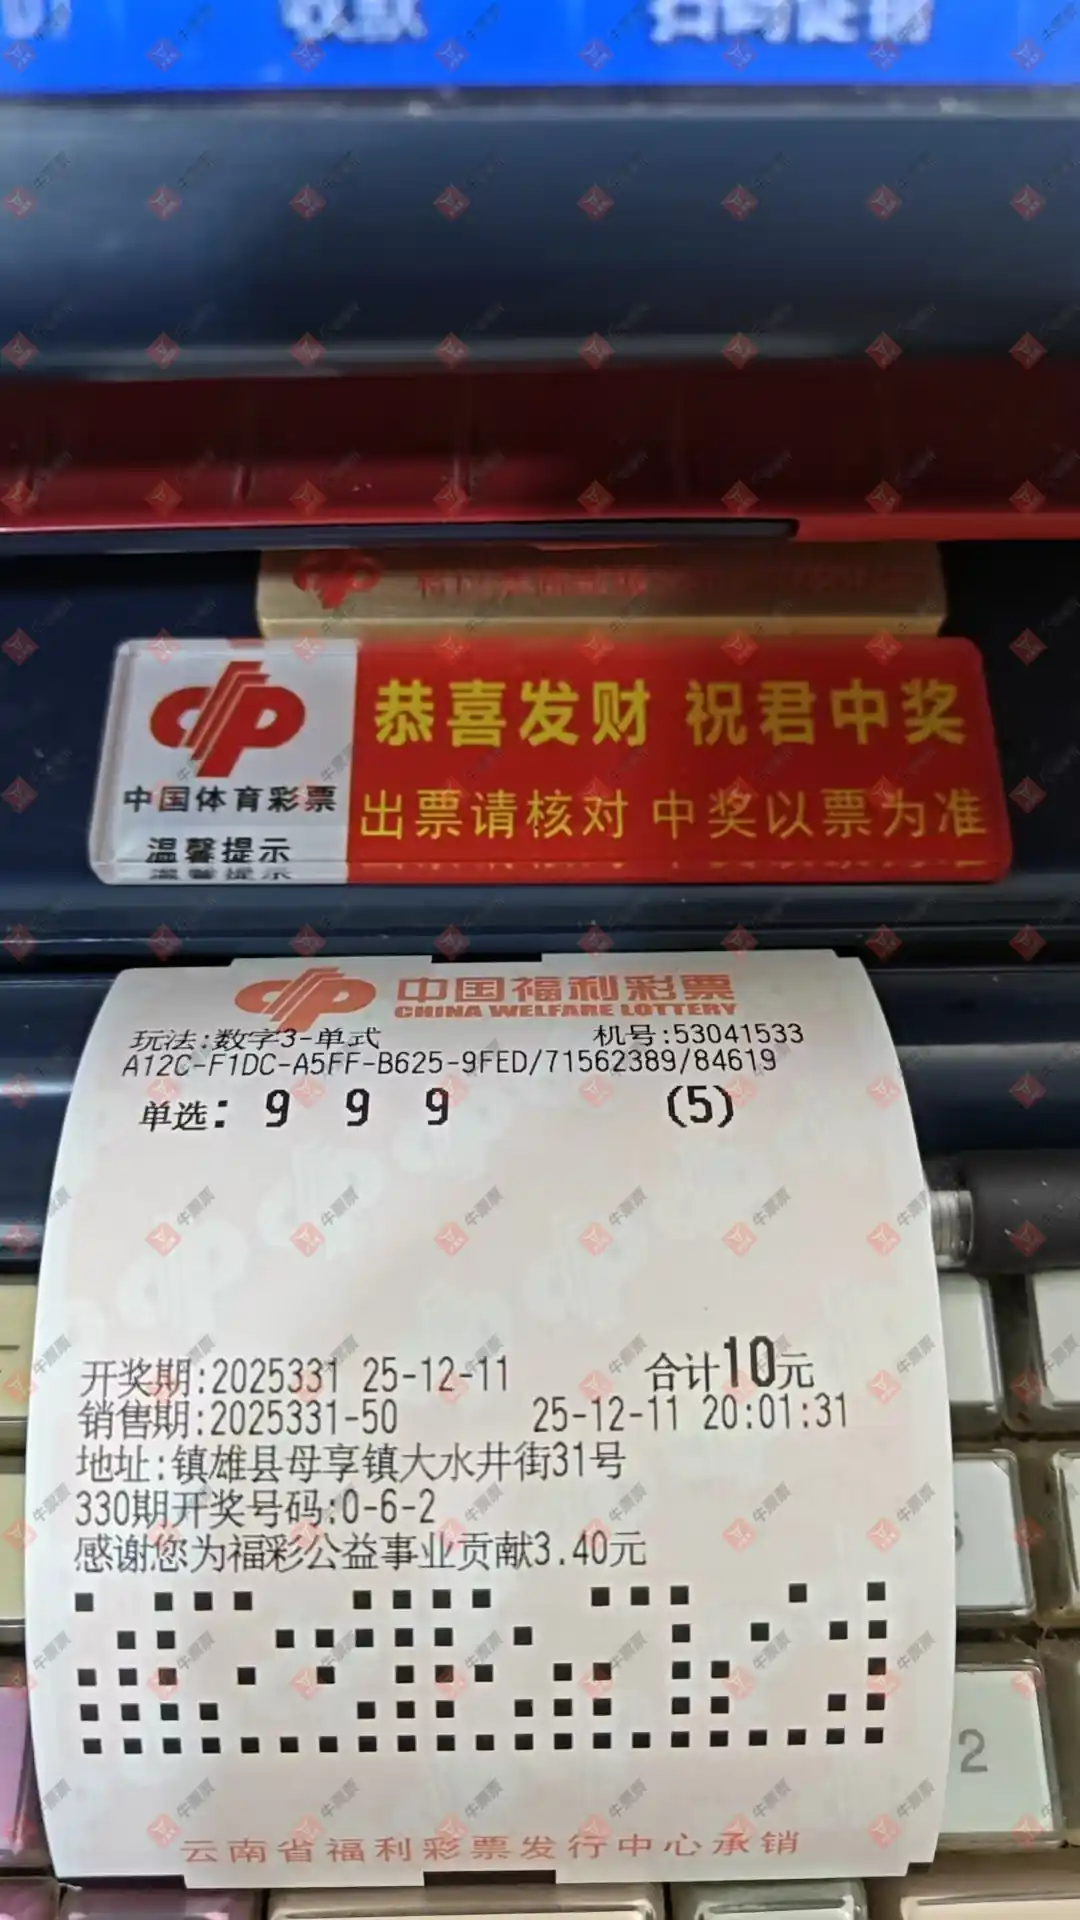 收款
中国体育彩票
温馨提示
恭喜发财 祝君中奖
出票请核对 中奖以票为准
中国福利彩票
CHINA WELFARE LOTTERY
玩法:数字3-单式 机号:53041533
A12C-F1DC-A5FF-B625-9FED/71562389/84619
单选: 9 9 9 (5)
开奖期:2025331 25-12-11 合计10元
销售期:2025331-50 25-12-11 20:01:31
地址:镇雄县母享镇大水井街31号
330期开奖号码:0-6-2
感谢您为福彩公益事业贡献3.40元
2
云南省福利彩票发行中心承销
牛票票